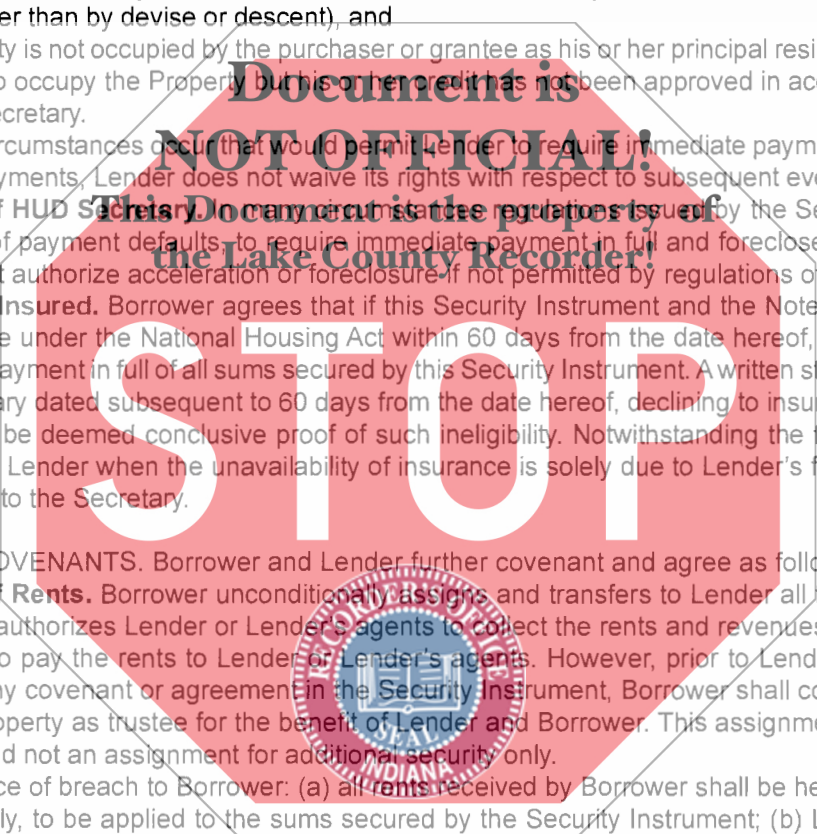 er than by devise or descent), and
ty is not occupied by the purchaser or grantee as his or her principal resi
o occupy the Property but his or her credit has not been approved in acc
ecretary.
rcumstances occur that would permit Lender to require immediate paym
yments, Lender does not waive its rights with respect to subsequent eve
f HUD Secretary. In many circumstances regulations issued by the Se
of payment defaults, to require immediate payment in full and foreclose
t authorize acceleration or foreclosure if not permitted by regulations o
Insured. Borrower agrees that if this Security Instrument and the Note
e under the National Housing Act within 60 days from the date hereof,
ayment in full of all sums secured by this Security Instrument. A written st
ary dated subsequent to 60 days from the date hereof, declining to insur
be deemed conclusive proof of such ineligibility. Notwithstanding the f
Lender when the unavailability of insurance is solely due to Lender's f
to the Secretary.
OVENANTS. Borrower and Lender further covenant and agree as follo
f Rents. Borrower unconditionally assigns and transfers to Lender all
authorizes Lender or Lender's agents to collect the rents and revenues
o pay the rents to Lender or Lender's agents. However, prior to Lend
ny covenant or agreement in the Security Instrument, Borrower shall co
operty as trustee for the benefit of Lender and Borrower. This assignme
d not an assignment for additional security only.
ce of breach to Borrower: (a) all rents received by Borrower shall be he
ly, to be applied to the sums secured by the Security Instrument; (b) L
Document is
NOT OFFICIAL!
This Document is the property of
the Lake County Recorder!
STOP
RECORDER'S OFFICE
SEAL
INDIANA